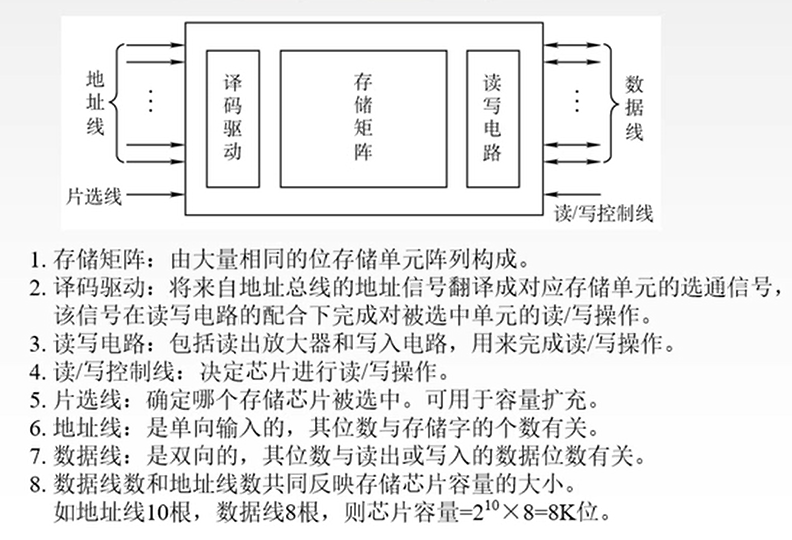 地址线
译码驱动
存储矩阵
读写电路
数据线
片选线
读/写控制线
1. 存储矩阵：由大量相同的位存储单元阵列构成。
2. 译码驱动：将来自地址总线的地址信号翻译成对应存储单元的选通信号，
该信号在读写电路的配合下完成对被选中单元的读/写操作。
3. 读写电路：包括读出放大器和写入电路，用来完成读/写操作。
4. 读/写控制线：决定芯片进行读/写操作。
5. 片选线：确定哪个存储芯片被选中。可用于容量扩充。
6. 地址线：是单向输入的，其位数与存储字的个数有关。
7. 数据线：是双向的，其位数与读出或写入的数据位数有关。
8. 数据线数和地址线数共同反映存储芯片容量的大小。
如地址线10根，数据线8根，则芯片容量=2¹⁰×8=8K位。